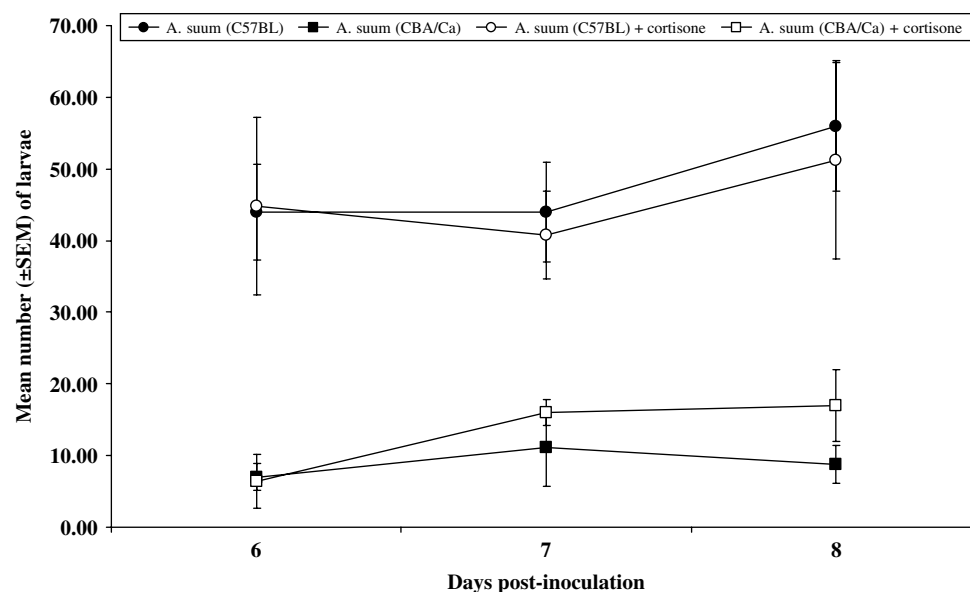 70.00
A. suum (C57BL) A. suum (CBA/Ca) A. suum (C57BL) + cortisone A. suum (CBA/Ca) + cortisone
60.00
50.00
40.00
30.00
20.00
10.00
0.00
Mean number (±SEM) of larvae
6 7 8
Days post-inoculation